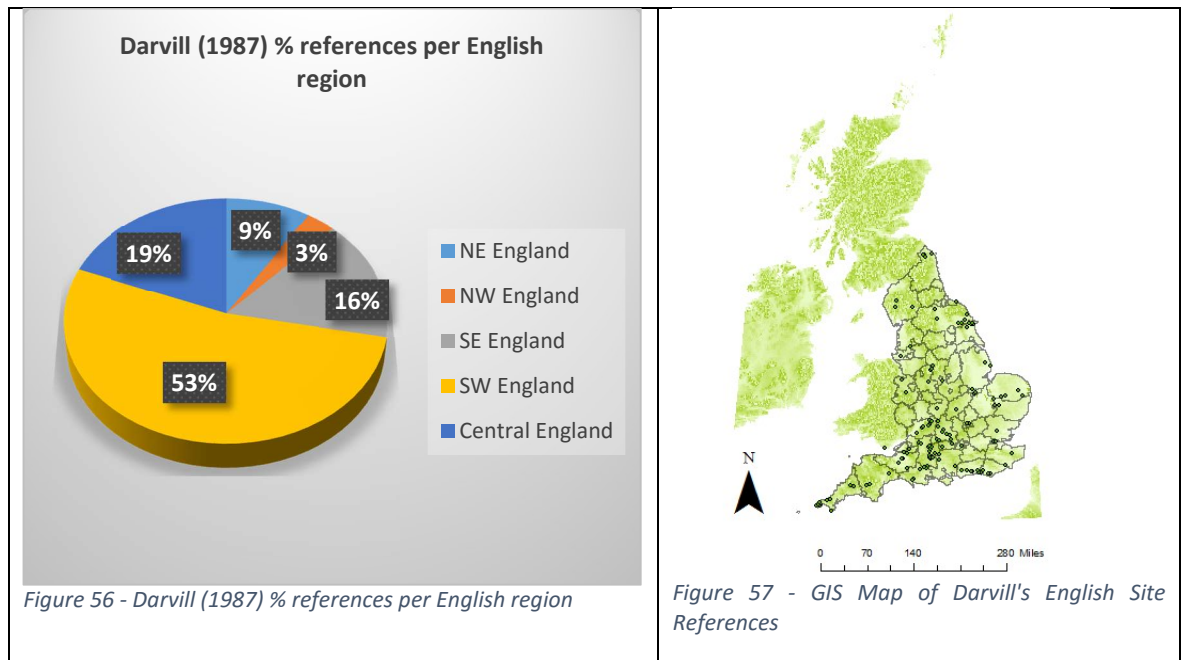 Darvill (1987) % references per English
region
9%
3%
19%
16%
53%
NE England
NW England
SE England
SW England
Central England
Figure 56 - Darvill (1987) % references per English region
N
0 70 140 280 Miles
Figure 57 - GIS Map of Darvill's English Site
References